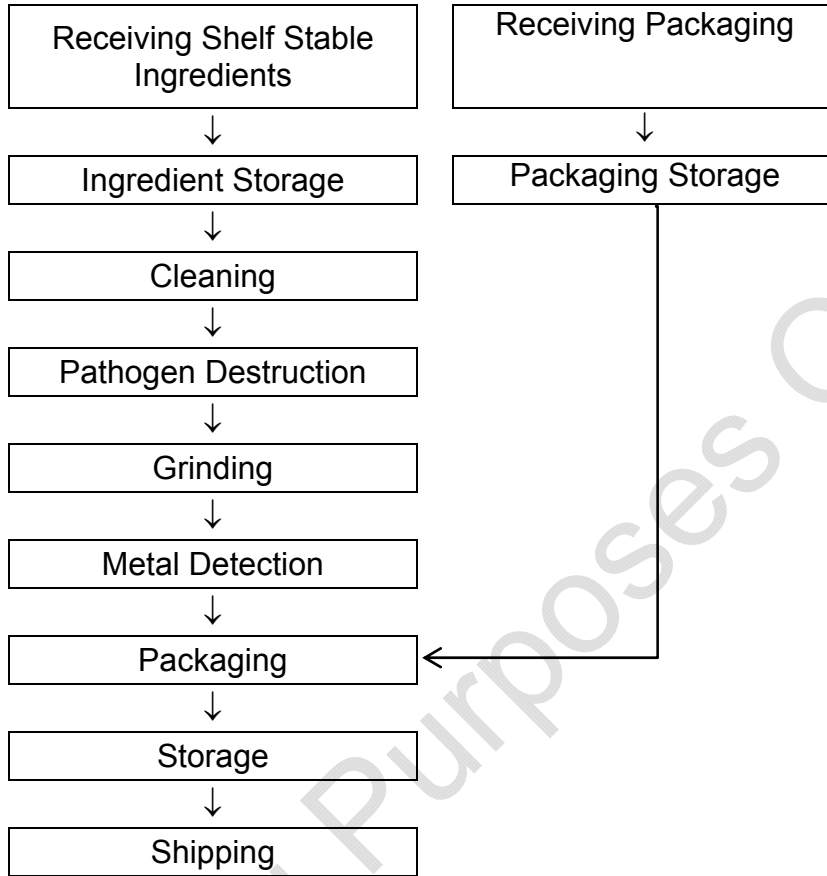 Receiving Shelf Stable
Ingredients
Receiving Packaging
Ingredient Storage
Packaging Storage
Cleaning
Pathogen Destruction
Grinding
Metal Detection
Packaging
Storage
Shipping
Purposes